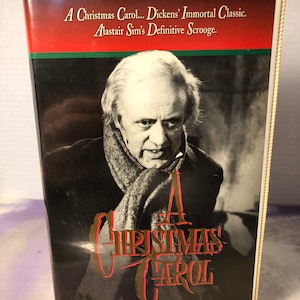 A Christmas Carol... Dickens' Immortal Classic.
Alastair Sim's Definitive Scrooge.
A
Christmas
Carol